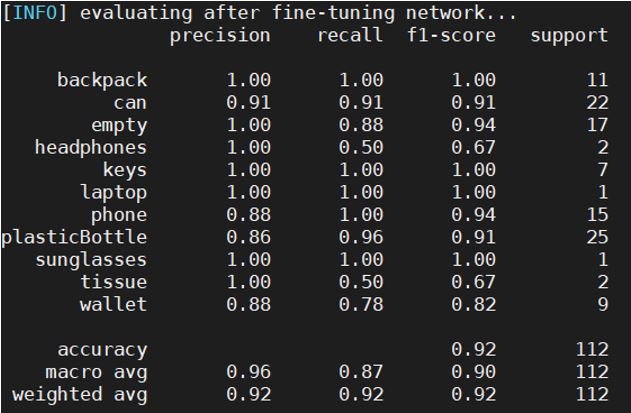 [INFO] evaluating after fine-tuning network...
precision recall f1-score support
backpack 1.00 1.00 1.00 11
can 0.91 0.91 0.91 22
empty 1.00 0.88 0.94 17
headphones 1.00 0.50 0.67 2
keys 1.00 1.00 1.00 7
laptop 1.00 1.00 1.00 1
phone 0.88 1.00 0.94 15
plasticBottle 0.86 0.96 0.91 25
sunglasses 1.00 1.00 1.00 1
tissue 1.00 0.50 0.67 2
wallet 0.88 0.78 0.82 9
accuracy 0.92 112
macro avg 0.96 0.87 0.90 112
weighted avg 0.92 0.92 0.92 112